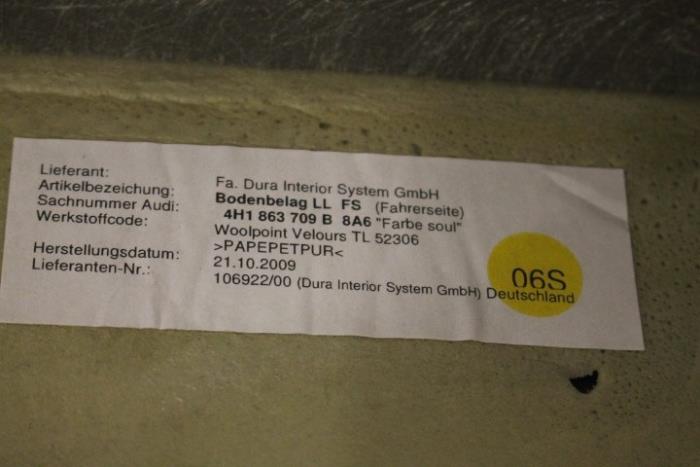 Lieferant: Fa. Dura Interior System GmbH
Artikelbezeichung: Bodenbelag LL FS (Fahrerseite)
Sachnummer Audi: 4H1 863 709 B 8A6 "Farbe soul"
Werkstoffcode: Woolpoint Velours TL 52306
>PAPEPETPUR<
Herstellungsdatum: 21.10.2009
Lieferanten-Nr.: 106922/00 (Dura Interior System GmbH) Deutschland
06S